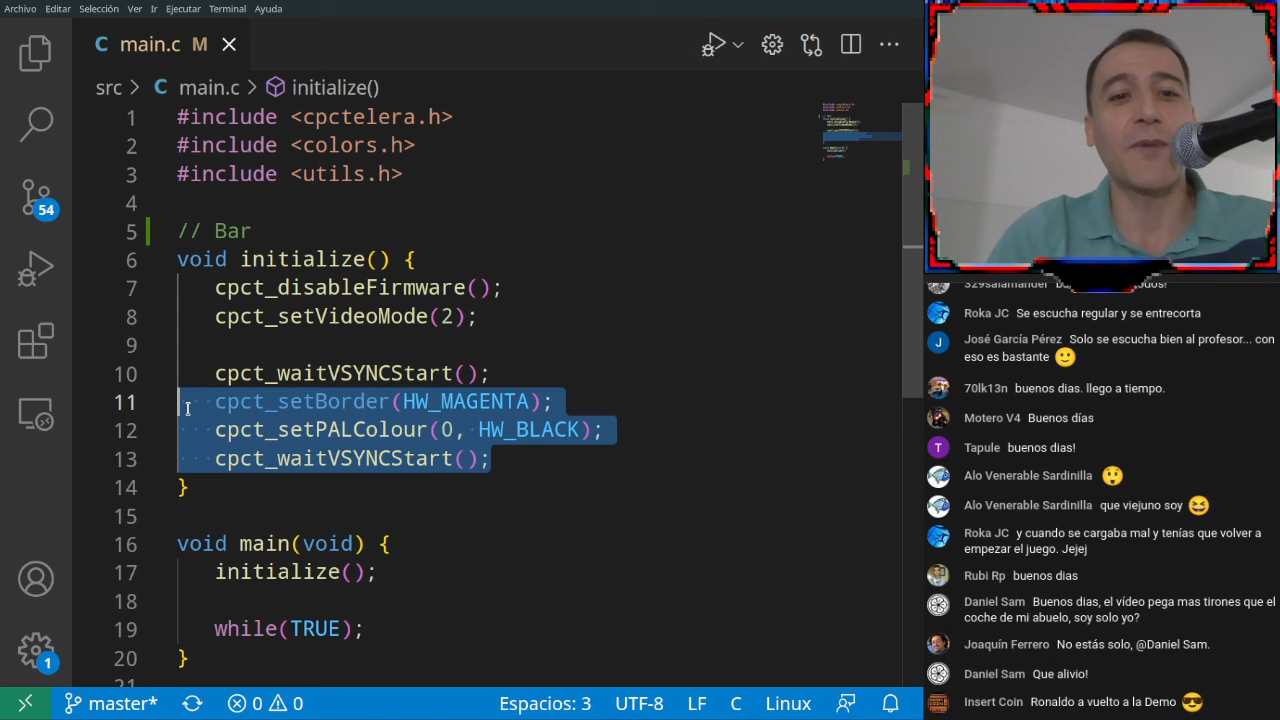 Archivo Editar Selección Ver Ir Ejecutar Terminal Ayuda
main.c M
src main.c initialize()
1 #include <cpctelera.h>
2 #include <colors.h>
3 #include <utils.h>
4
5 // Bar
6 void initialize() {
7 cpct_disableFirmware();
8 cpct_setVideoMode(2);
9
10 cpct_waitVSYNCStart();
11 cpct_setBorder(HW_MAGENTA);
12 cpct_setPALColour(0, HW_BLACK);
13 cpct_waitVSYNCStart();
14 }
15
16 void main(void) {
17 initialize();
18
19 while(TRUE);
20 }
54
1
master* 0 0 Espacios: 3 UTF-8 LF C Linux
Roka JC Se escucha regular y se entrecorta
José García Pérez Solo se escucha bien al profesor... con
eso es bastante
70lk13n buenos dias. llego a tiempo.
Motero V4 Buenos días
Tapule buenos dias!
Alo Venerable Sardinilla
Alo Venerable Sardinilla que viejuno soy
Roka JC y cuando se cargaba mal y tenías que volver a
empezar el juego. Jejej
Rubi Rp buenos dias
Daniel Sam Buenos dias, el vídeo pega mas tirones que el
coche de mi abuelo, soy solo yo?
Joaquín Ferrero No estás solo, @Daniel Sam.
Daniel Sam Que alivio!
Insert Coin Ronaldo a vuelto a la Demo